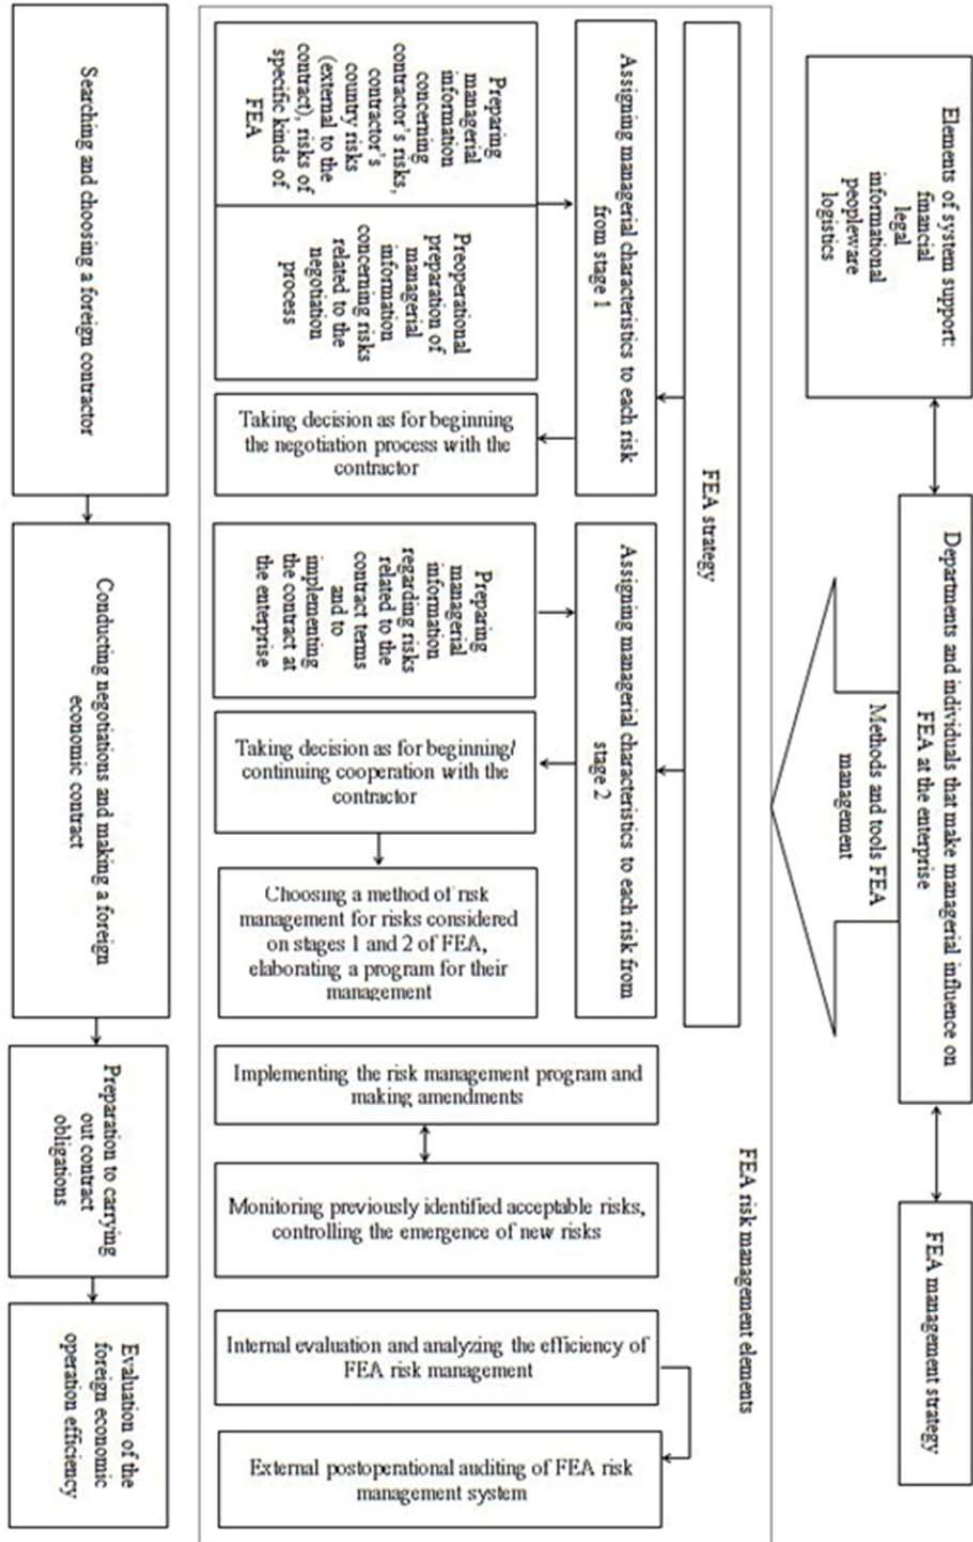 Elements of system support:
financial
legal
informational
peopleware
logistics
Departments and individuals that make managerial influence on
FEA at the enterprise
FEA management strategy
Methods and tools FEA
management
FEA risk management elements
FEA strategy
Assigning managerial characteristics to each risk
from stage 1
Assigning managerial characteristics to each risk from
stage 2
Preparing
managerial
information
concerning
contractor's risks,
contractor's
country risks
(external to the
contract), risks of
specific kinds of
FEA
Preoperational
preparation of
managerial
information
concerning risks
related to the
negotiation
process
Taking decision as for beginning
the negotiation process with the
contractor
Preparing
managerial
information
regarding risks
related to the
contract terms
and to
implementing
the contract at
the enterprise
Taking decision as for beginning/
continuing cooperation with the
contractor
Choosing a method of risk
management for risks considered
on stages 1 and 2 of FEA,
elaborating a program for their
management
Implementing the risk management program and
making amendments
Monitoring previously identified acceptable risks,
controlling the emergence of new risks
Internal evaluation and analyzing the efficiency of
FEA risk management
External postoperational auditing of FEA risk
management system
Searching and choosing a foreign contractor
Conducting negotiations and making a foreign
economic contract
Preparation to carrying
out contract
obligations
Evaluation of the
foreign economic
operation efficiency